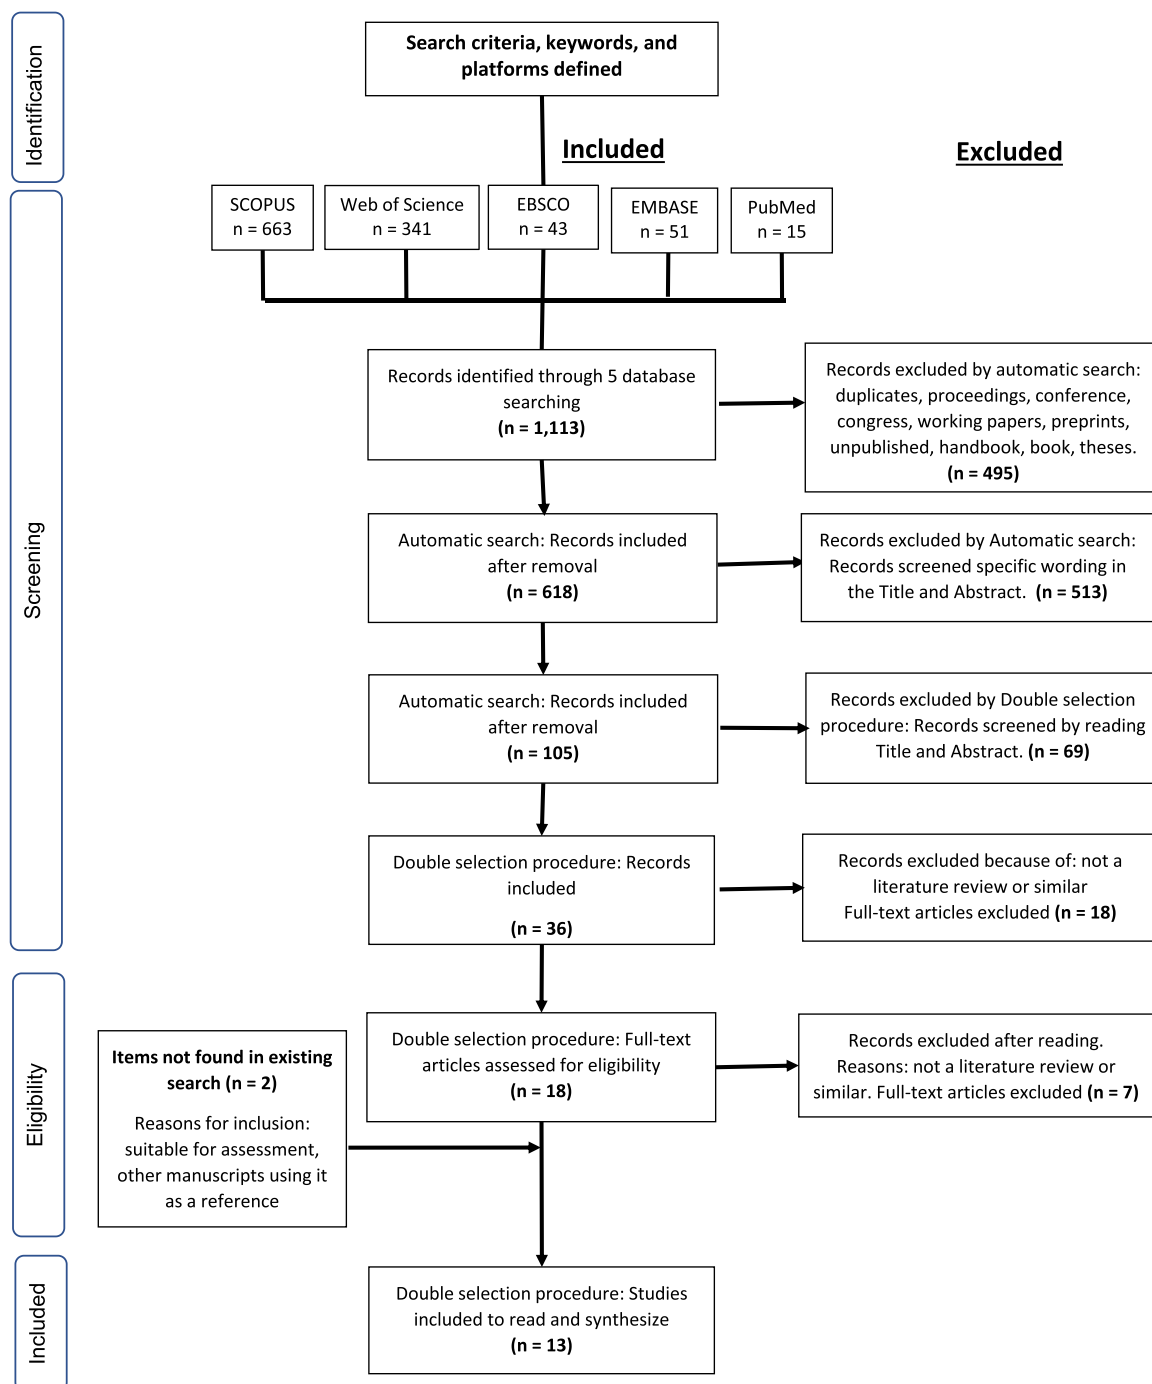 Identification
Search criteria, keywords, and
platforms defined
Included
Excluded
Screening
SCOPUS
n = 663
Web of Science
n = 341
EBSCO
n = 43
EMBASE
n = 51
PubMed
n = 15
Records identified through 5 database
searching
(n = 1,113)
Records excluded by automatic search:
duplicates, proceedings, conference,
congress, working papers, preprints,
unpublished, handbook, book, theses.
(n = 495)
Automatic search: Records included
after removal
(n = 618)
Records excluded by Automatic search:
Records screened specific wording in
the Title and Abstract. (n = 513)
Automatic search: Records included
after removal
(n = 105)
Records excluded by Double selection
procedure: Records screened by reading
Title and Abstract. (n = 69)
Double selection procedure: Records
included
(n = 36)
Records excluded because of: not a
literature review or similar
Full-text articles excluded (n = 18)
Eligibility
Items not found in existing
search (n = 2)
Reasons for inclusion:
suitable for assessment,
other manuscripts using it
as a reference
Double selection procedure: Full-text
articles assessed for eligibility
(n = 18)
Records excluded after reading.
Reasons: not a literature review or
similar. Full-text articles excluded (n = 7)
Included
Double selection procedure: Studies
included to read and synthesize
(n = 13)